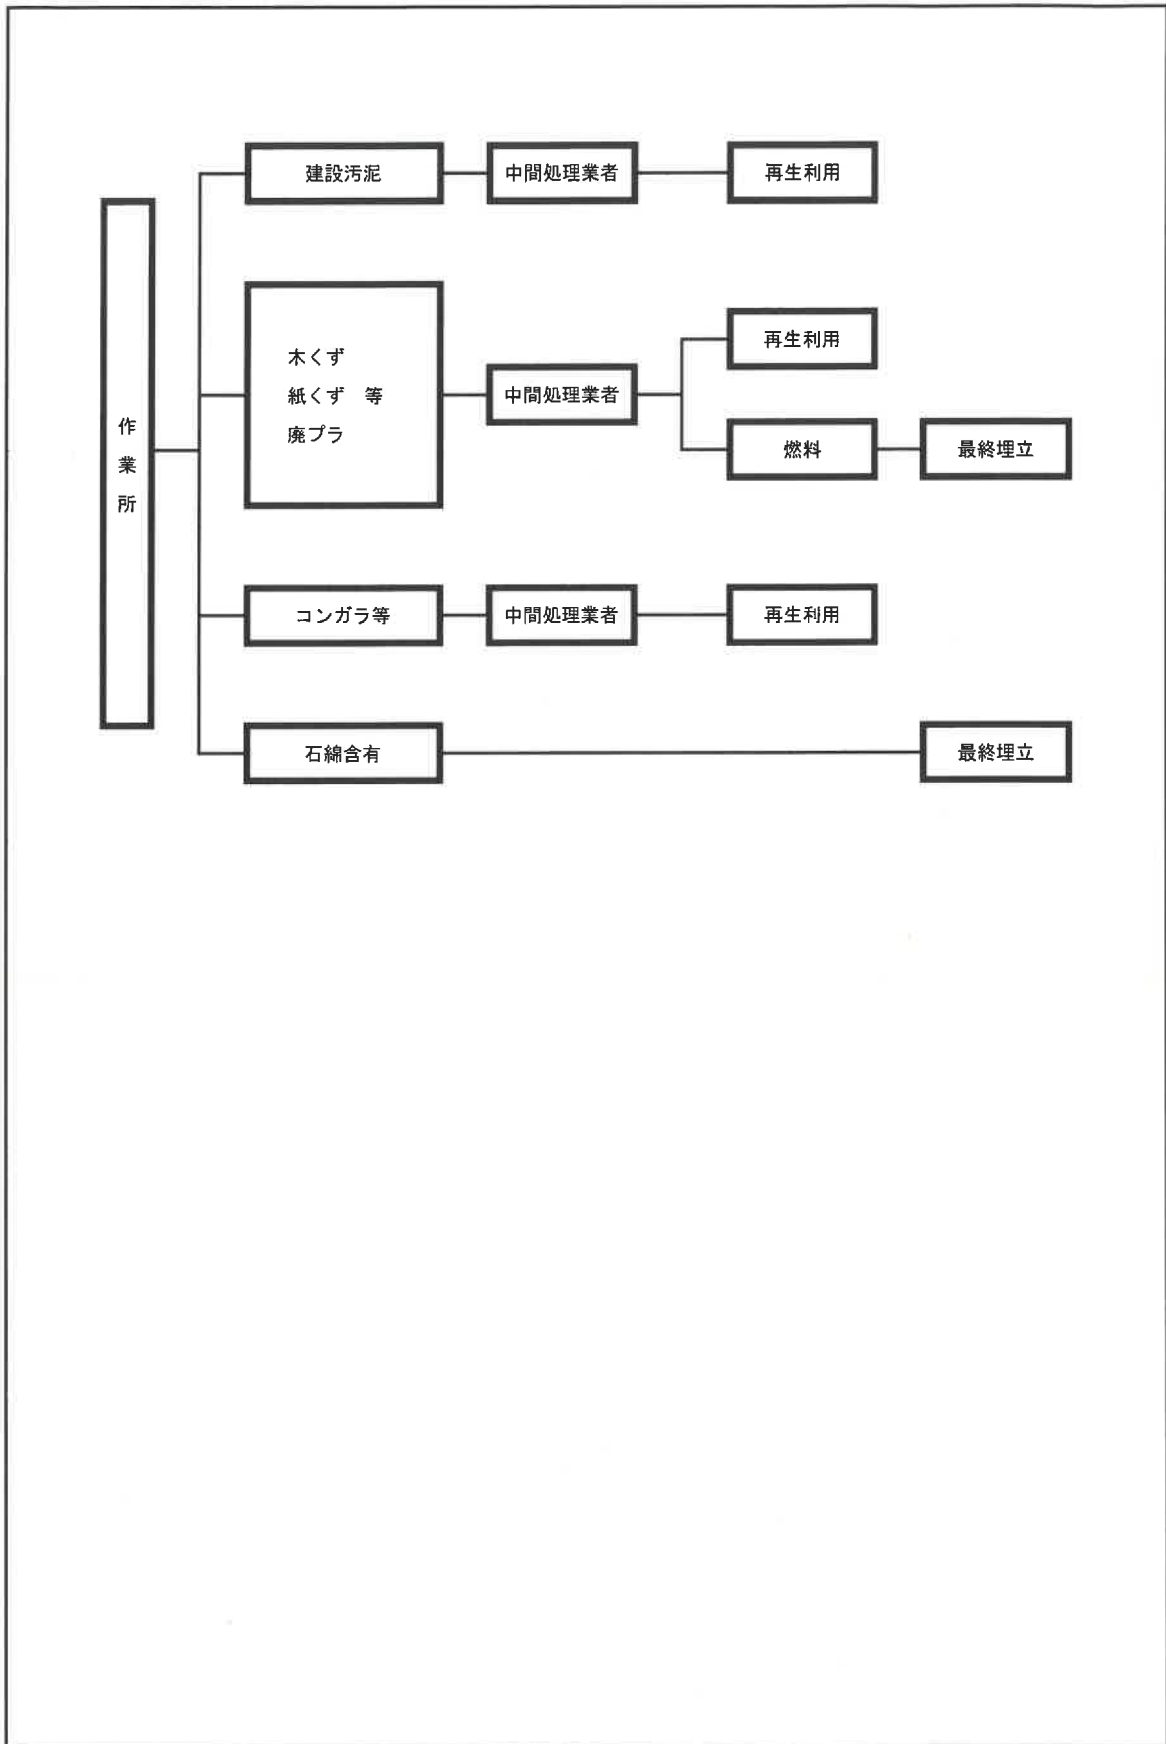 作業所
建設汚泥
中間処理業者
再生利用
木くず
紙くず　等
廃プラ
中間処理業者
再生利用
燃料
最終埋立
コンガラ等
中間処理業者
再生利用
石綿含有
最終埋立